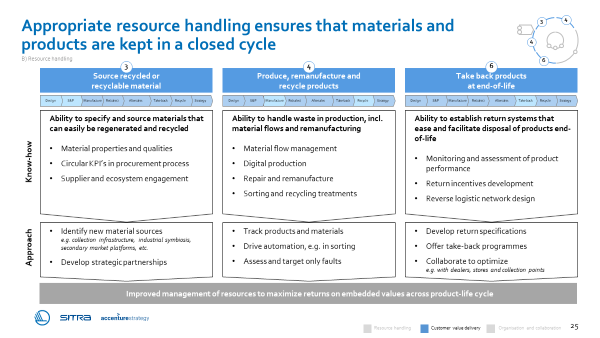 Appropriate resource handling ensures that materials and
products are kept in a closed cycle
B) Resource handling
3
4
4
6
3
Source recycled or
recyclable material
4
Produce, remanufacture and
recycle products
6
Take back products
at end-of-life
Know-how
Ability to specify and source materials that
can easily be regenerated and recycled
• Material properties and qualities
• Circular KPI's in procurement process
• Supplier and ecosystem engagement
Ability to handle waste in production, incl.
material flows and remanufacturing
• Material flow management
• Digital production
• Repair and remanufacture
• Sorting and recycling treatments
Ability to establish return systems that
ease and facilitate disposal of products end-
of-life
• Monitoring and assessment of product
performance
• Return incentives development
• Reverse logistic network design
Approach
• Identify new material sources
e.g. collection infrastructure, industrial symbiosis,
secondary market platforms, etc.
• Develop strategic partnerships
• Track products and materials
• Drive automation, e.g. in sorting
• Assess and target only faults
• Develop return specifications
• Offer take-back programmes
• Collaborate to optimize
e.g. with dealers, stores and collection points
Improved management of resources to maximize returns on embedded values across product-life cycle
SITRA
accenturestrategy
Resource handling
Customer value delivery
Organisation and collaboration
25